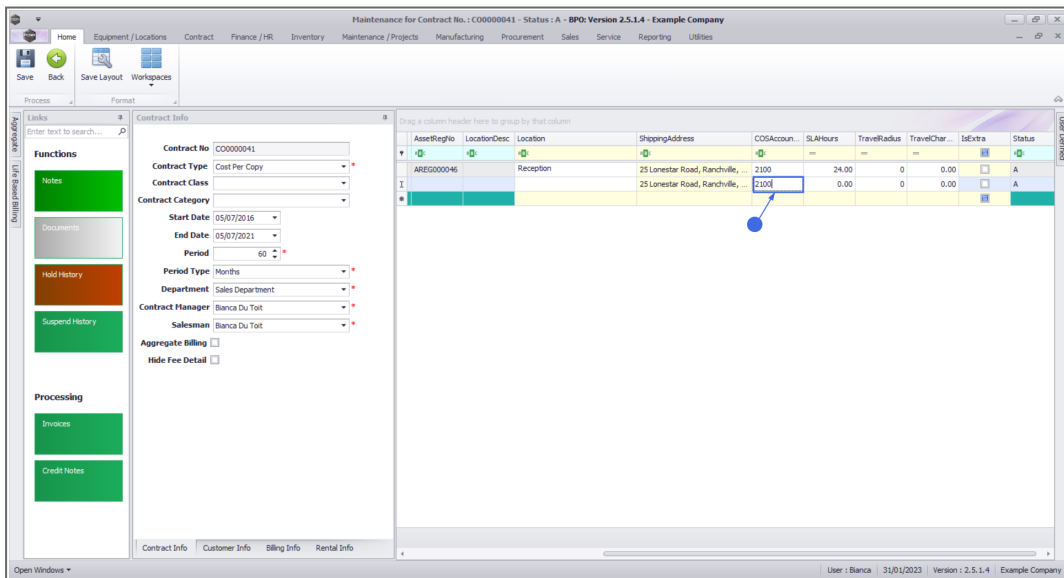 Maintenance for Contract No. : CO0000041 - Status : A - BPO: Version 2.5.1.4 - Example Company
Home Equipment / Locations Contract Finance / HR Inventory Maintenance / Projects Manufacturing Procurement Sales Service Reporting Utilities
Save Back Save Layout Workspaces
Process Format
Aggregate
Life Based Billing
Links
Enter text to search...
Functions
Notes
Documents
Hold History
Suspend History
Processing
Invoices
Credit Notes
Contract Info
Contract No CO0000041
Contract Type Cost Per Copy *
Contract Class
Contract Category
Start Date 05/07/2016
End Date 05/07/2021
Period 60 *
Period Type Months *
Department Sales Department *
Contract Manager Bianca Du Toit *
Salesman Bianca Du Toit *
Aggregate Billing
Hide Fee Detail
Contract Info Customer Info Billing Info Rental Info
Drag a column header here to group by that column
AssetRegNo LocationDesc Location ShippingAddress COSAccoun... SLAHours TravelRadius TravelChar... IsExtra Status
= = =
AREG000046 Reception 25 Lonestar Road, Ranchville, ... 2100 24.00 0 0.00 A
25 Lonestar Road, Ranchville, ... 2100 0.00 0 0.00 A
User Defined
Open Windows User : Bianca 31/01/2023 Version : 2.5.1.4 Example Company